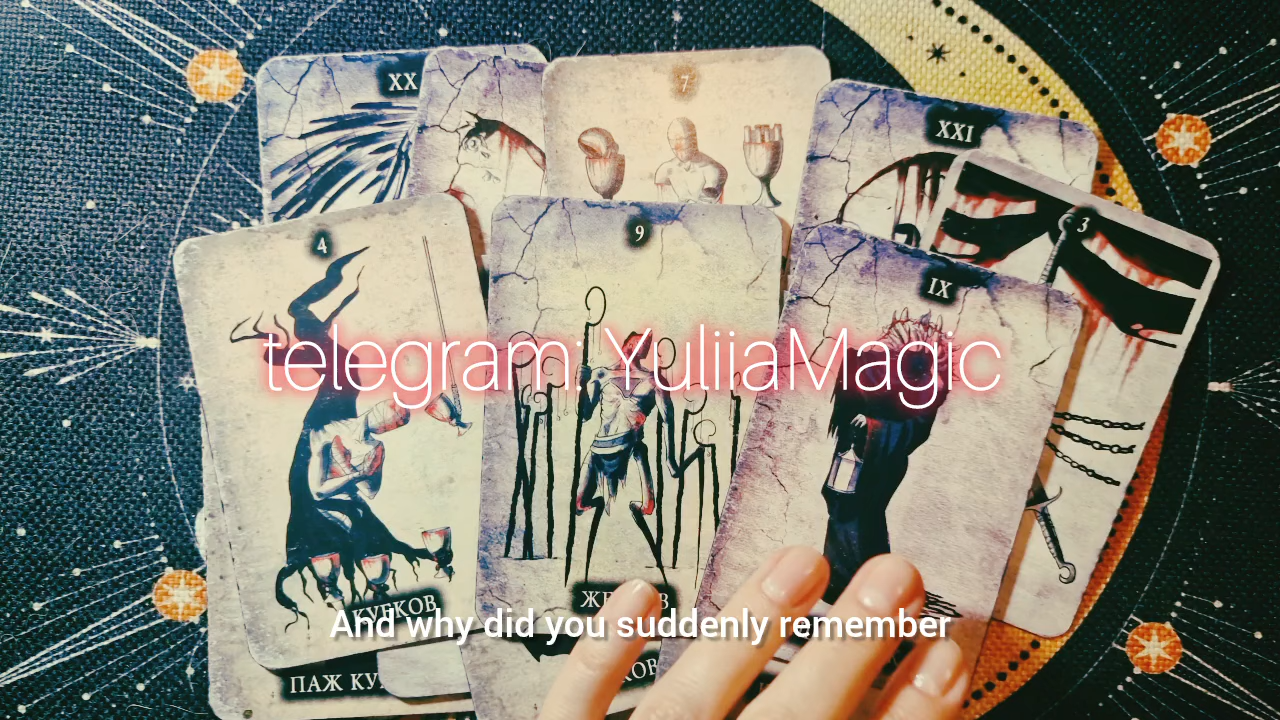 XX
7
XXI
4
9
3
IX
telegram: YuliiaMagic
КУБКОВ
And why did you suddenly remember
ПАЖ КУ